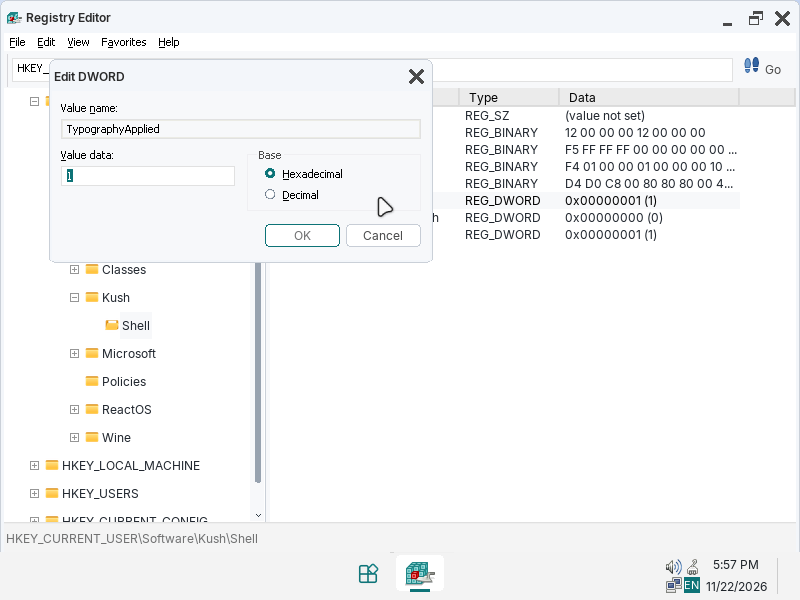 Registry Editor
File Edit View Favorites Help
HKEY_
Go
Edit DWORD
Value name:
TypographyApplied
Value data:
1
Base
Hexadecimal
Decimal
OK
Cancel
Type Data
REG_SZ (value not set)
REG_BINARY 12 00 00 00 12 00 00 00
REG_BINARY F5 FF FF FF 00 00 00 00 00 ...
REG_BINARY F4 01 00 00 01 00 00 00 10 ...
REG_BINARY D4 D0 C8 00 80 80 80 00 4...
REG_DWORD 0x00000001 (1)
h REG_DWORD 0x00000000 (0)
REG_DWORD 0x00000001 (1)
Classes
Kush
Shell
Microsoft
Policies
ReactOS
Wine
HKEY_LOCAL_MACHINE
HKEY_USERS
HKEY_CURRENT_CONFIG
HKEY_CURRENT_USER\Software\Kush\Shell
5:57 PM
EN 11/22/2026